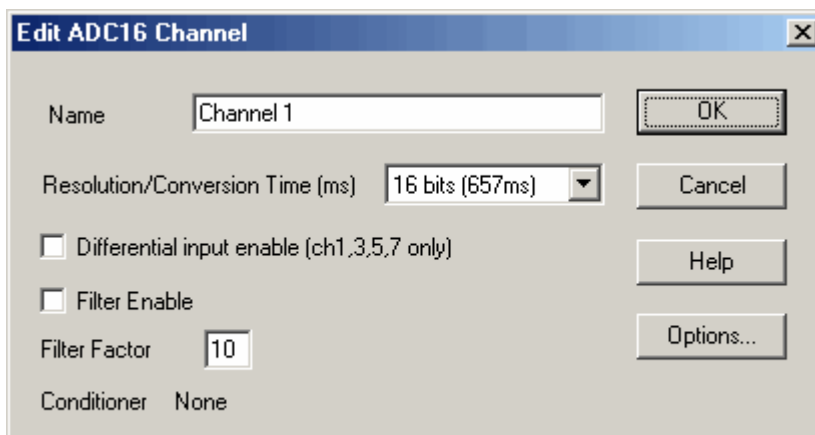 Edit ADC16 Channel
Name
Channel 1
OK
Resolution/Conversion Time (ms)
16 bits (657ms)
Cancel
Differential input enable (ch1,3,5,7 only)
Help
Filter Enable
Filter Factor
10
Options...
Conditioner None